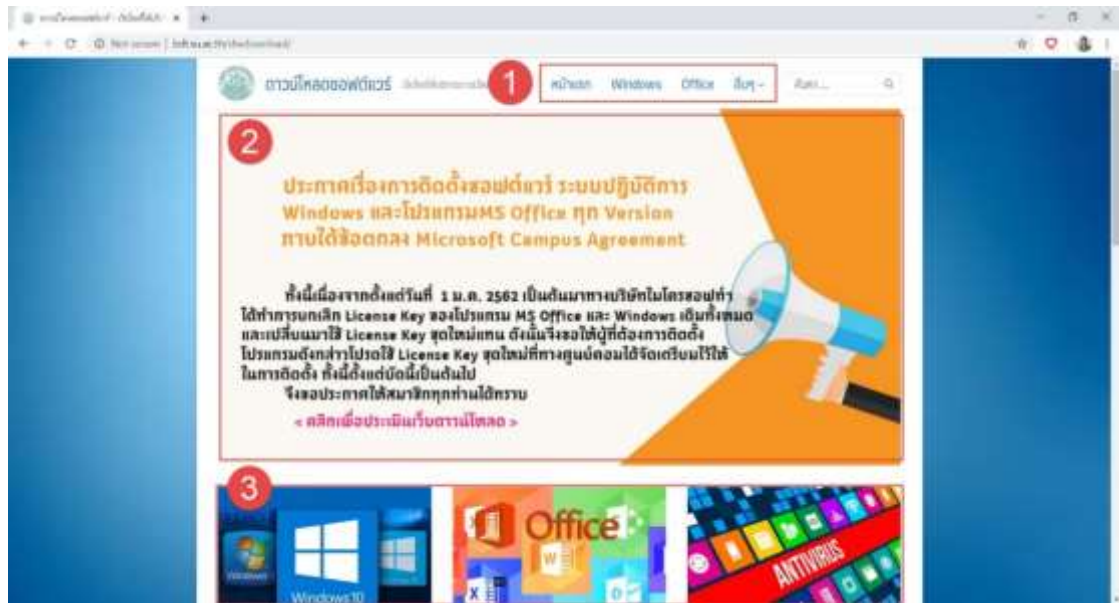 Not secure
ดาวน์โหลดซอฟต์แวร์
1
หน้าแรก Windows Office อื่นๆ
ค้นหา...
2
ประกาศเรื่องการติดตั้งซอฟต์แวร์ ระบบปฏิบัติการ
Windows และโปรแกรมMS Office ทุก Version
ภายใต้ข้อตกลง Microsoft Campus Agreement
ทั้งนี้เนื่องจากตั้งแต่วันที่ 1 ม.ค. 2562 เป็นต้นมาทางบริษัทไมโครซอฟท์ฯ
ได้ทำการยกเลิก License Key ของโปรแกรม MS Office และ Windows เดิมทั้งหมด
และเปลี่ยนมาใช้ License Key ชุดใหม่แทน ดังนั้นจึงขอให้ผู้ที่ต้องการติดตั้ง
โปรแกรมดังกล่าวโปรดใช้ License Key ชุดใหม่ที่ทางศูนย์คอมได้จัดเตรียมไว้ให้
ในการติดตั้ง ทั้งนี้ตั้งแต่บัดนี้เป็นต้นไป
จึงขอประกาศให้สมาชิกทุกท่านได้ทราบ
< คลิกเพื่อประเมินเว็บดาวน์โหลด >
3
Windows
Windows10
Office
W
X
ANTIVIRUS